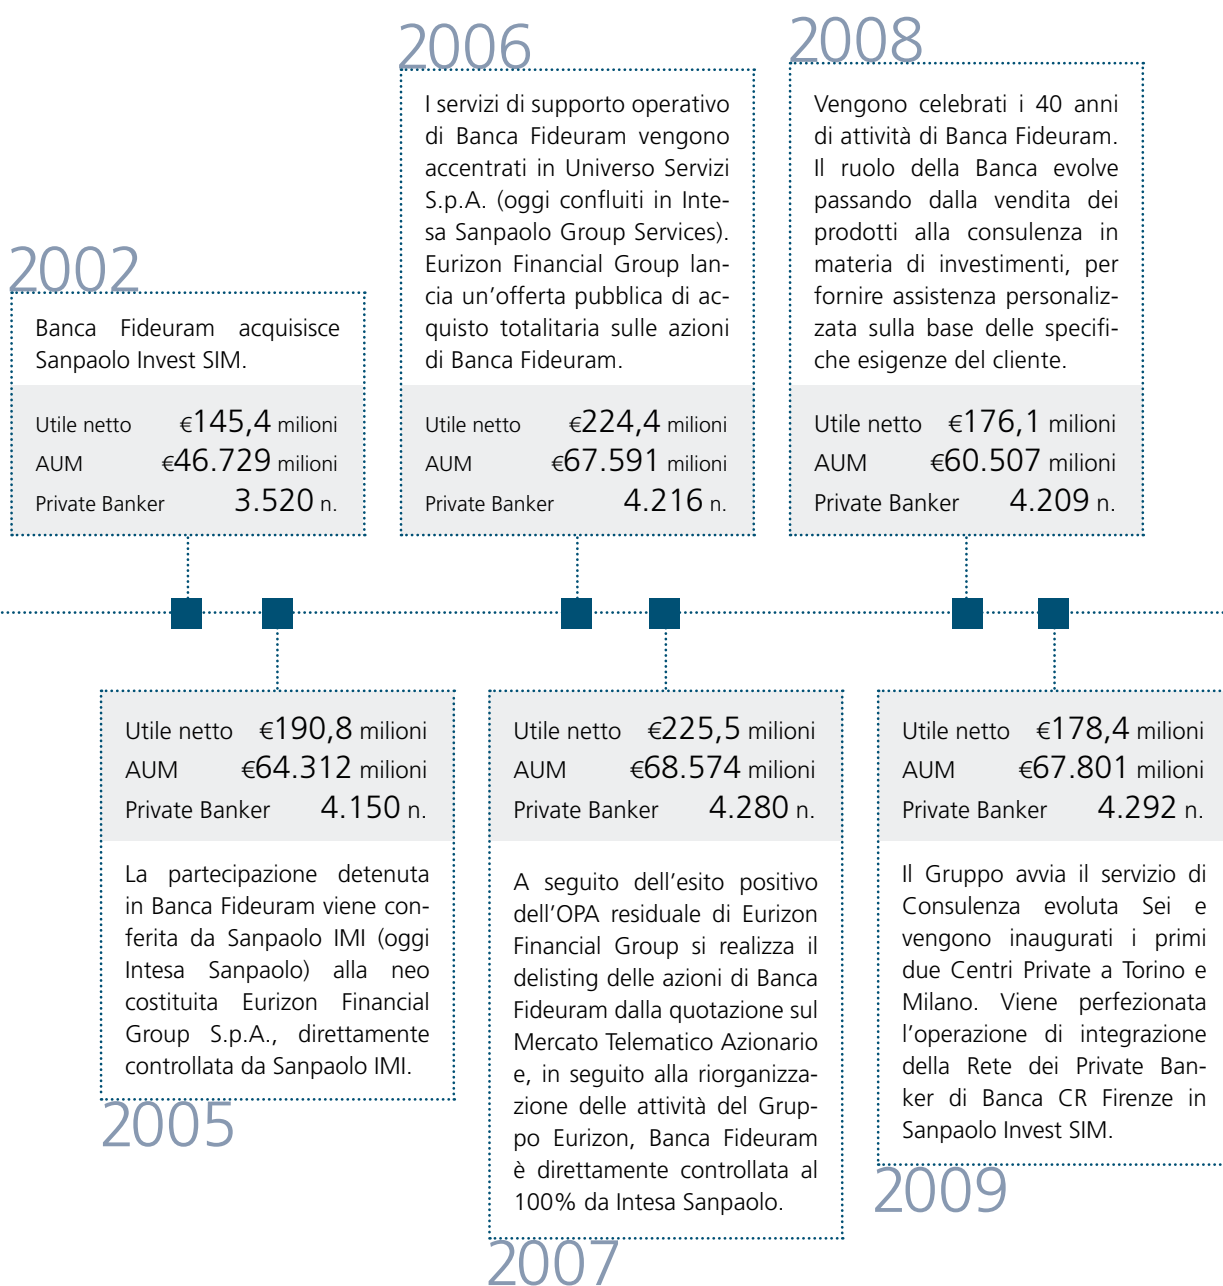 2002
Banca Fideuram acquisisce
Sanpaolo Invest SIM.
Utile netto €145,4 milioni
AUM €46.729 milioni
Private Banker 3.520 n.
2006
I servizi di supporto operativo
di Banca Fideuram vengono
accentrati in Universo Servizi
S.p.A. (oggi confluiti in Inte-
sa Sanpaolo Group Services).
Eurizon Financial Group lan-
cia un’offerta pubblica di ac-
quisto totalitaria sulle azioni
di Banca Fideuram.
Utile netto €224,4 milioni
AUM €67.591 milioni
Private Banker 4.216 n.
2008
Vengono celebrati i 40 anni
di attività di Banca Fideuram.
Il ruolo della Banca evolve
passando dalla vendita dei
prodotti alla consulenza in
materia di investimenti, per
fornire assistenza personaliz-
zata sulla base delle specifi-
che esigenze del cliente.
Utile netto €176,1 milioni
AUM €60.507 milioni
Private Banker 4.209 n.
Utile netto €190,8 milioni
AUM €64.312 milioni
Private Banker 4.150 n.
La partecipazione detenuta
in Banca Fideuram viene con-
ferita da Sanpaolo IMI (oggi
Intesa Sanpaolo) alla neo
costituita Eurizon Financial
Group S.p.A., direttamente
controllata da Sanpaolo IMI.
2005
Utile netto €225,5 milioni
AUM €68.574 milioni
Private Banker 4.280 n.
A seguito dell’esito positivo
dell’OPA residuale di Eurizon
Financial Group si realizza il
delisting delle azioni di Banca
Fideuram dalla quotazione sul
Mercato Telematico Azionario
e, in seguito alla riorganizza-
zione delle attività del Grup-
po Eurizon, Banca Fideuram
è direttamente controllata al
100% da Intesa Sanpaolo.
2007
Utile netto €178,4 milioni
AUM €67.801 milioni
Private Banker 4.292 n.
Il Gruppo avvia il servizio di
Consulenza evoluta Sei e
vengono inaugurati i primi
due Centri Private a Torino e
Milano. Viene perfezionata
l’operazione di integrazione
della Rete dei Private Ban-
ker di Banca CR Firenze in
Sanpaolo Invest SIM.
2009